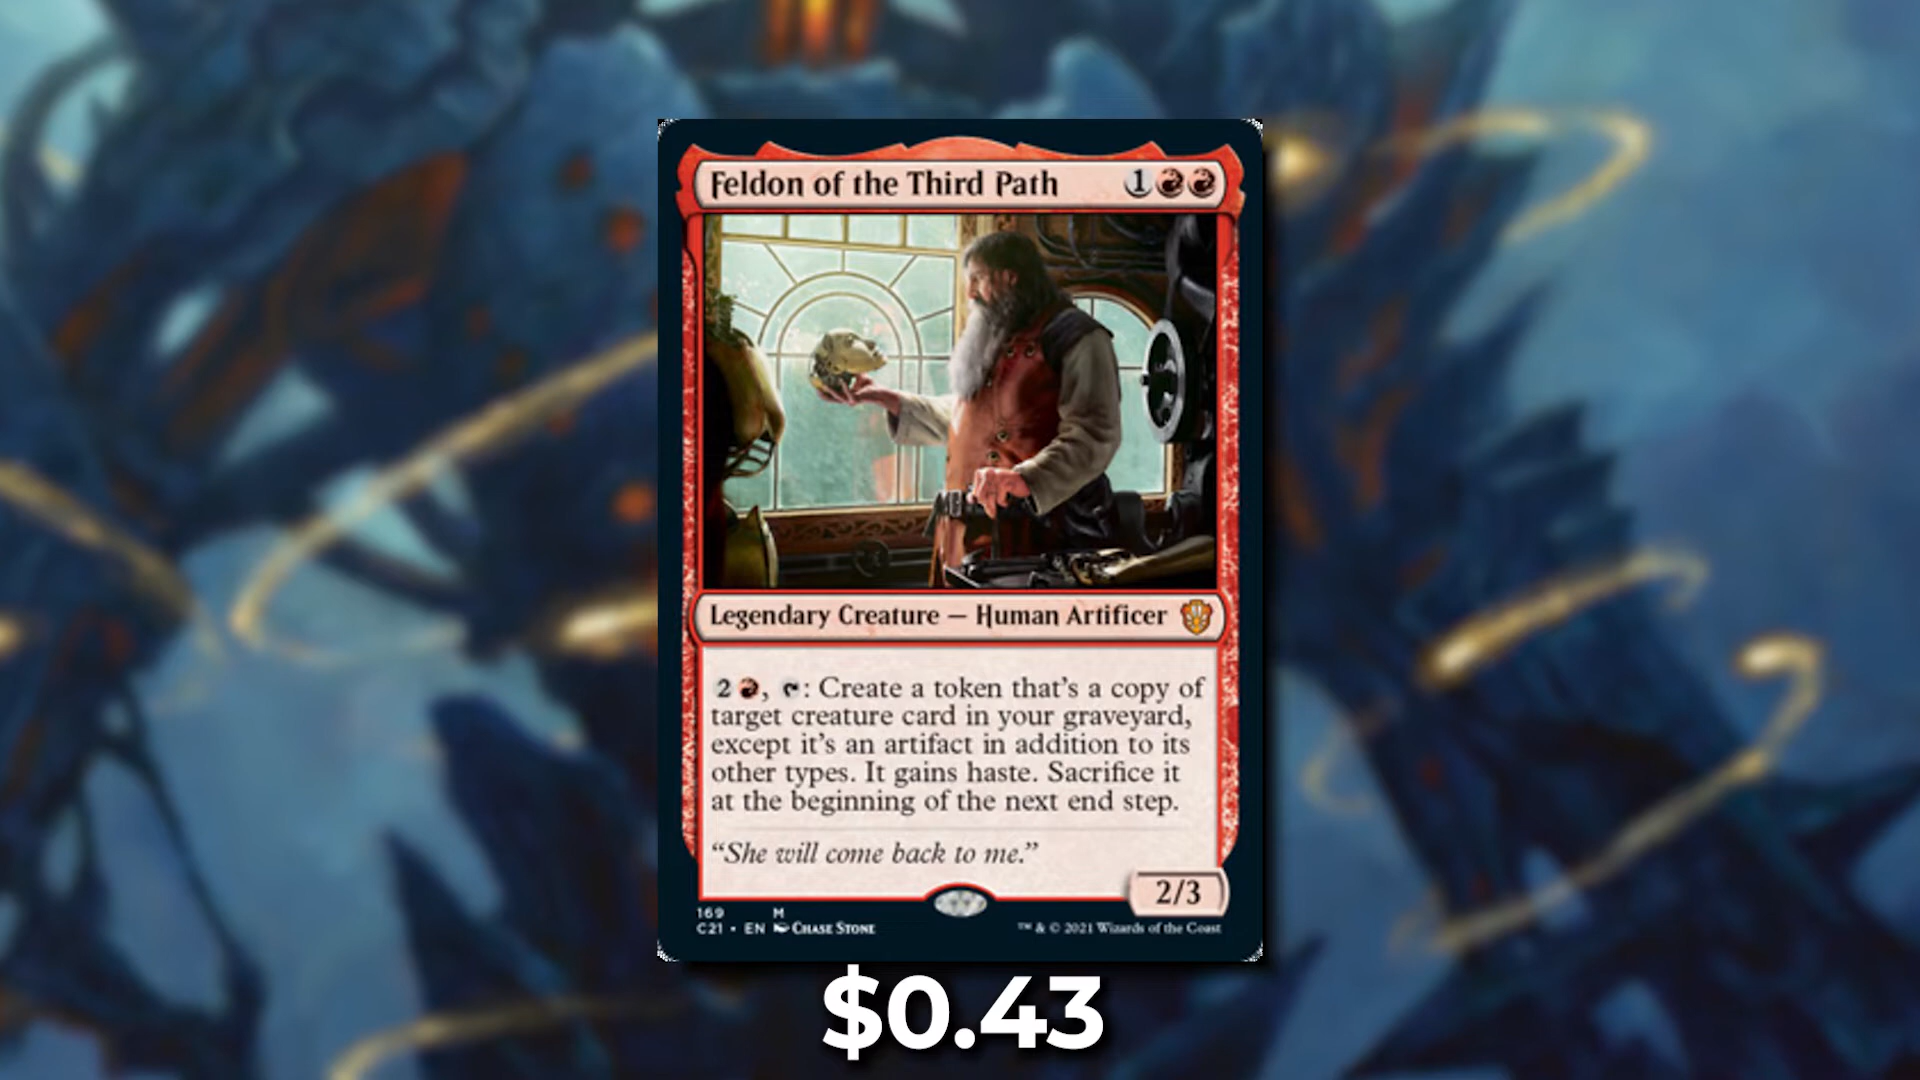 Feldon of the Third Path 1
Legendary Creature — Human Artificer
2 , : Create a token that's a copy of
target creature card in your graveyard,
except it's an artifact in addition to its
other types. It gains haste. Sacrifice it
at the beginning of the next end step.
“She will come back to me.”
2/3
169 M
C21 • EN Chase Stone
™ & © 2021 Wizards of the Coast
$0.43